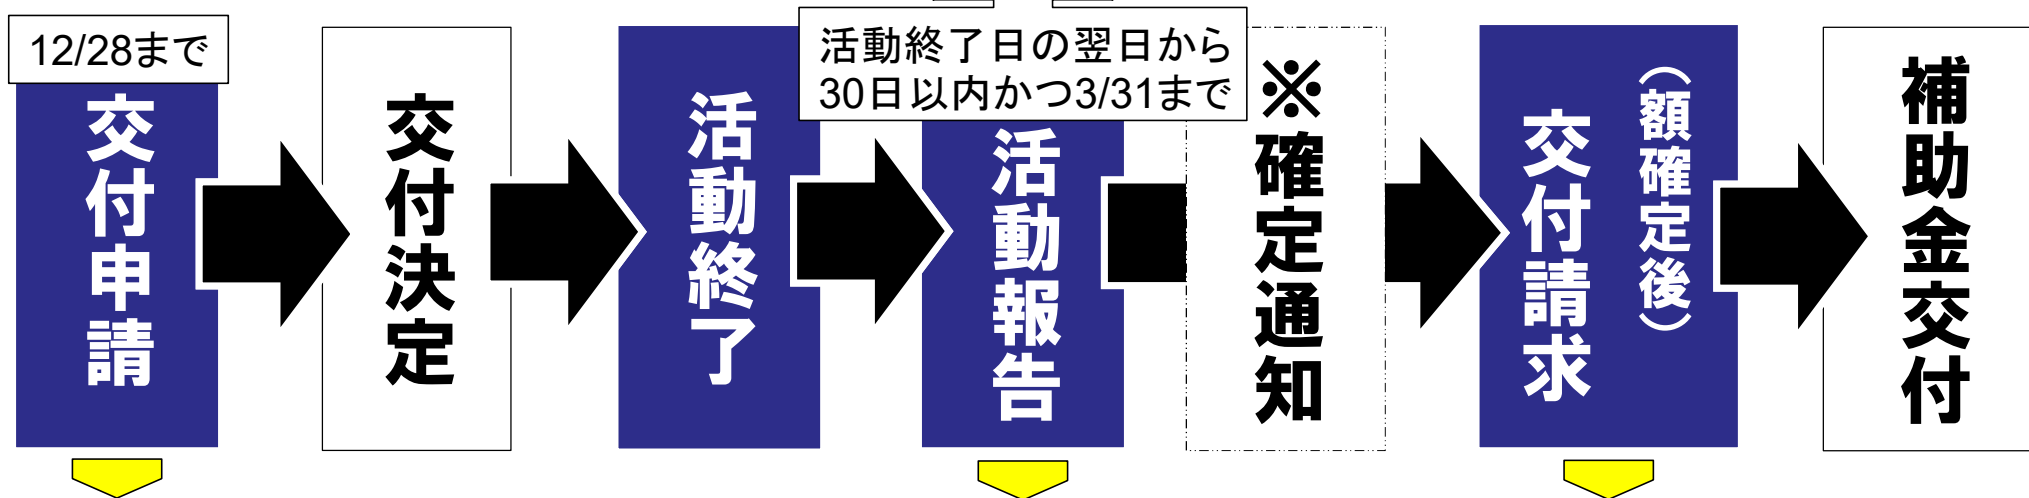 12/28まで
交付申請
交付決定
活動終了
活動終了日の翌日から
30日以内かつ3/31まで
活動報告
※確定通知
（額確定後）
交付請求
補助金交付